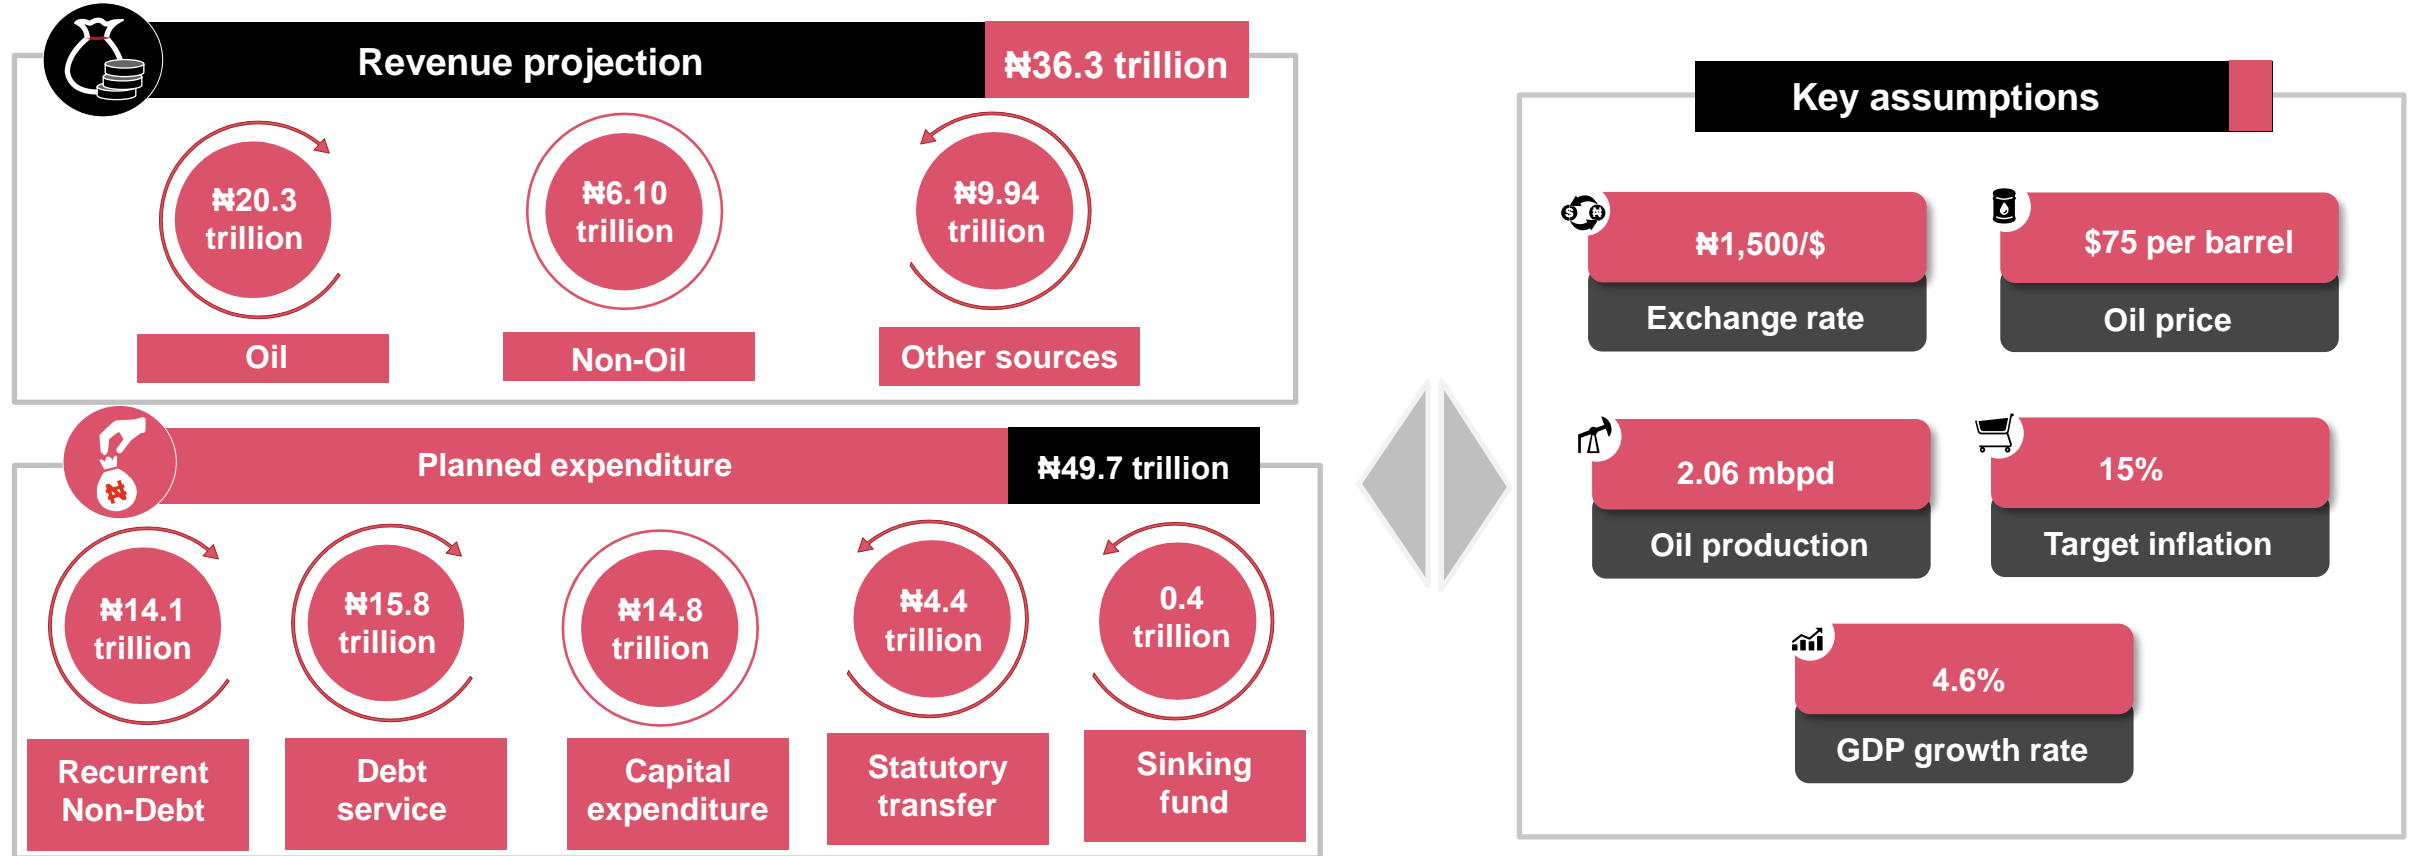 Revenue projection
₦36.3 trillion
₦20.3
trillion
₦6.10
trillion
₦9.94
trillion
Oil
Non-Oil
Other sources
Planned expenditure
₦49.7 trillion
₦
₦14.1
trillion
₦15.8
trillion
₦14.8
trillion
₦4.4
trillion
0.4
trillion
Recurrent
Non-Debt
Debt
service
Capital
expenditure
Statutory
transfer
Sinking
fund
Key assumptions
$ ₦
₦1,500/$
Exchange rate
$75 per barrel
Oil price
2.06 mbpd
Oil production
15%
Target inflation
4.6%
GDP growth rate